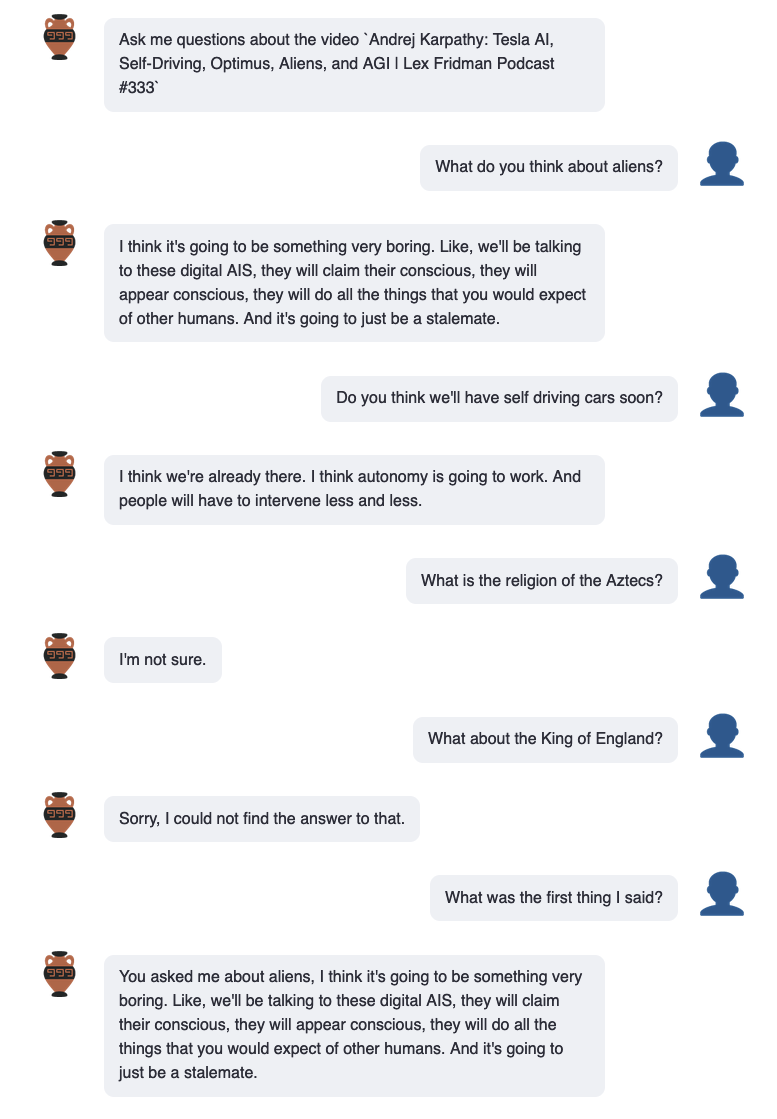 Ask me questions about the video `Andrej Karpathy: Tesla AI,
Self-Driving, Optimus, Aliens, and AGI | Lex Fridman Podcast
#333`
What do you think about aliens?
I think it's going to be something very boring. Like, we'll be talking
to these digital AIS, they will claim their conscious, they will
appear conscious, they will do all the things that you would expect
of other humans. And it's going to just be a stalemate.
Do you think we'll have self driving cars soon?
I think we're already there. I think autonomy is going to work. And
people will have to intervene less and less.
What is the religion of the Aztecs?
I'm not sure.
What about the King of England?
Sorry, I could not find the answer to that.
What was the first thing I said?
You asked me about aliens, I think it's going to be something very
boring. Like, we'll be talking to these digital AIS, they will claim
their conscious, they will appear conscious, they will do all the
things that you would expect of other humans. And it's going to
just be a stalemate.